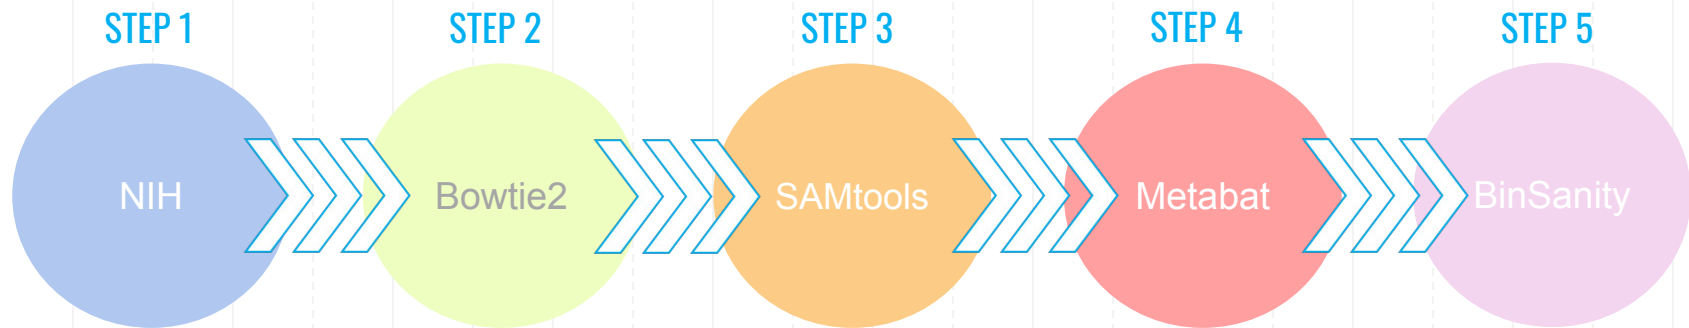 STEP 1
STEP 2
STEP 3
STEP 4
STEP 5
NIH
Bowtie2
SAMtools
Metabat
BinSanity